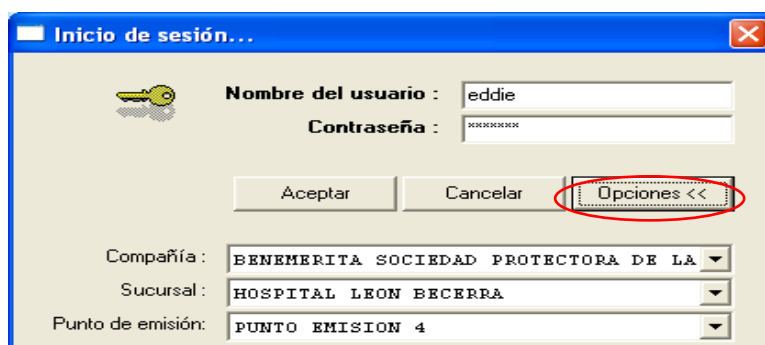 Inicio de sesión...
Nombre del usuario : eddie
Contraseña : *******
Aceptar Cancelar Opciones <<
Compañía : BENEMERITA SOCIEDAD PROTECTORA DE LA
Sucursal : HOSPITAL LEON BECERRA
Punto de emisión: PUNTO EMISION 4